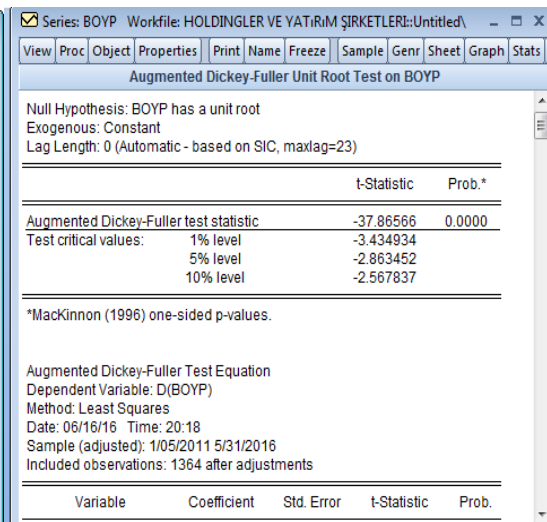 Series: BOYP Workfile: HOLDINGLER VE YATıRıM ŞIRKETLERI::Untitled\
View Proc Object Properties Print Name Freeze Sample Genr Sheet Graph Stats
Augmented Dickey-Fuller Unit Root Test on BOYP
Null Hypothesis: BOYP has a unit root
Exogenous: Constant
Lag Length: 0 (Automatic - based on SIC, maxlag=23)
t-Statistic Prob.*
Augmented Dickey-Fuller test statistic -37.86566 0.0000
Test critical values: 1% level -3.434934
5% level -2.863452
10% level -2.567837
*MacKinnon (1996) one-sided p-values.
Augmented Dickey-Fuller Test Equation
Dependent Variable: D(BOYP)
Method: Least Squares
Date: 06/16/16 Time: 20:18
Sample (adjusted): 1/05/2011 5/31/2016
Included observations: 1364 after adjustments
Variable Coefficient Std. Error t-Statistic Prob.